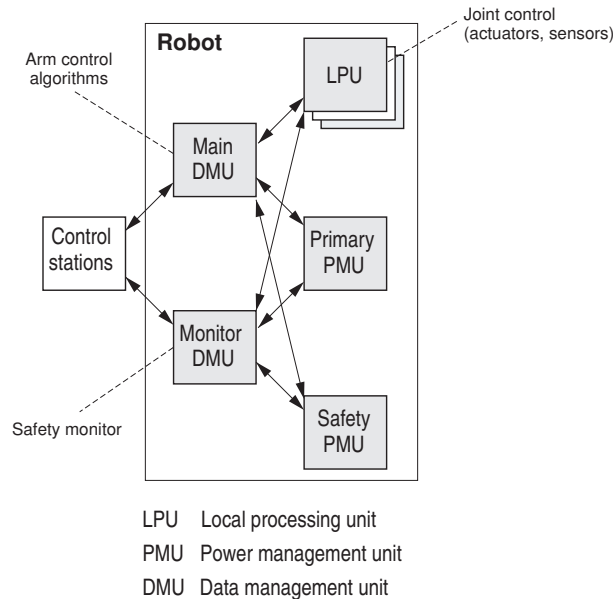 Joint control
(actuators, sensors)
Robot
Arm control
algorithms
LPU
Main
DMU
Control
stations
Primary
PMU
Monitor
DMU
Safety monitor
Safety
PMU
LPU Local processing unit
PMU Power management unit
DMU Data management unit